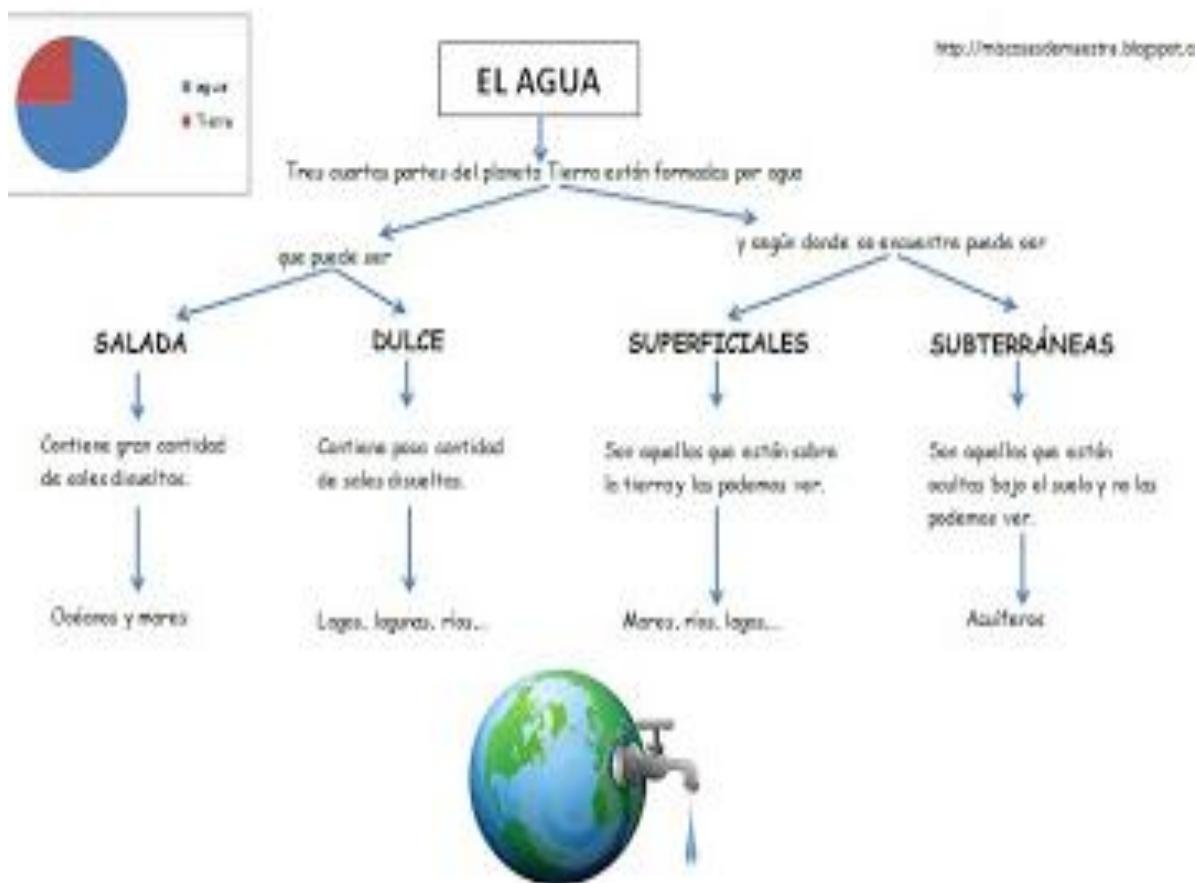 agua
Tierra
EL AGUA
Tres cuartas partes del planeta Tierra están formadas por agua
que puede ser
y según donde se encuentra puede ser
SALADA
DULCE
SUPERFICIALES
SUBTERRÁNEAS
Contiene gran cantidad
de sales disueltas.
Contiene poca cantidad
de sales disueltas.
Son aquellas que están sobre
la tierra y las podemos ver.
Son aquellas que están
ocultas bajo el suelo y no las
podemos ver.
Océanos y mares
Lagos, lagunas, ríos,..
Mares, ríos, lagos,...
Acuíferos